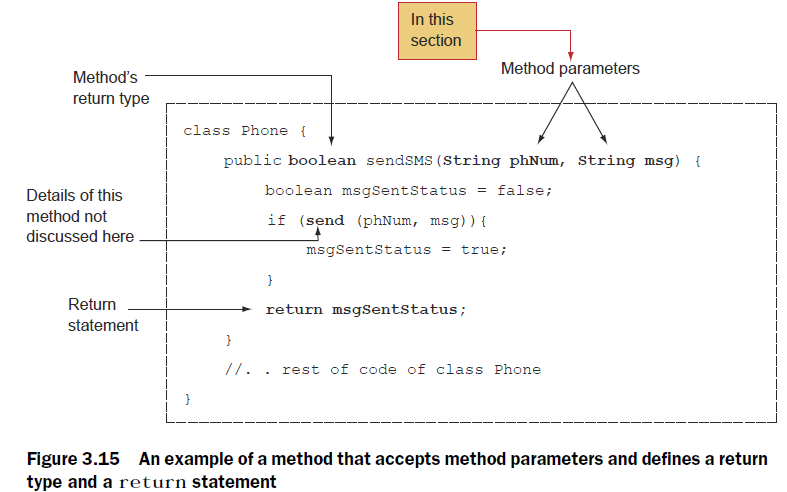 In this
section
Method parameters
Method's
return type
class Phone {
public boolean sendSMS(String phNum, String msg) {
boolean msgSentStatus = false;
Details of this
method not
discussed here
if (send (phNum, msg)){
msgSentStatus = true;
}
Return
statement
return msgSentStatus;
}
//. . rest of code of class Phone
}
Figure 3.15 An example of a method that accepts method parameters and defines a return
type and a return statement